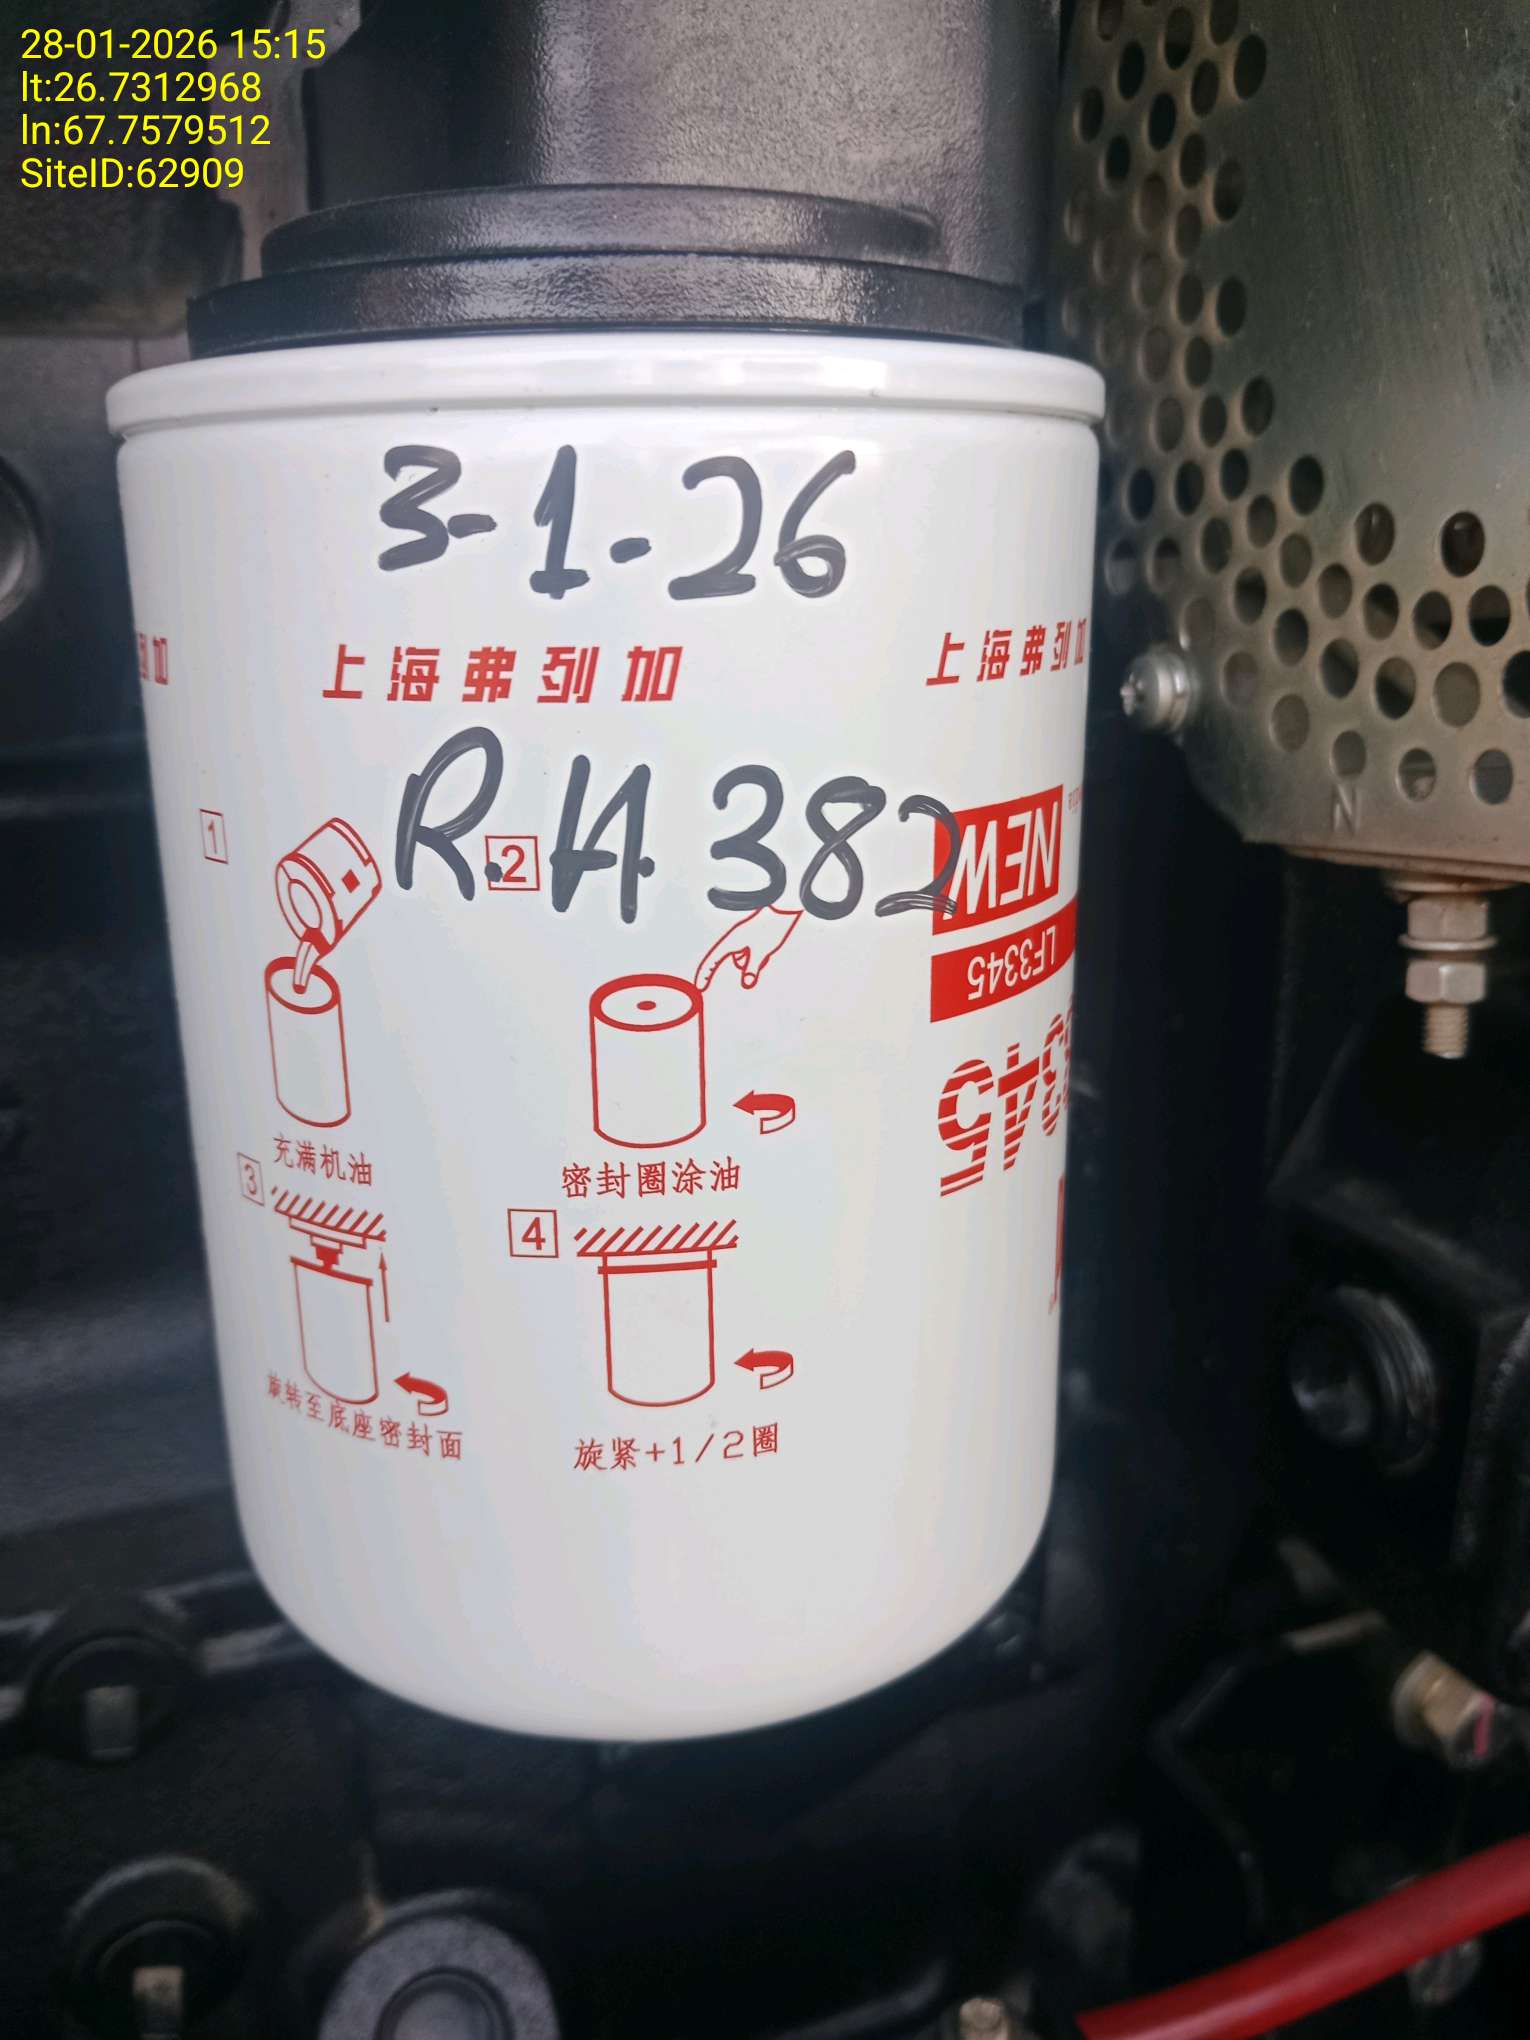 28-01-2026 15:15
lt:26.7312968
ln:67.7579512
SiteID:62909
3-1-26
列加
上海弗列加
上海弗列加
R.H 382
NEW
LF3345
1
2
充满机油
密封圈涂油
3
4
旋转至底座密封面
旋紧+1/2圈